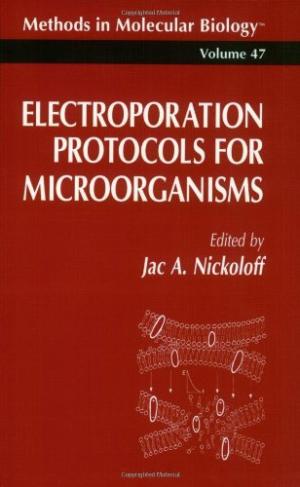 Methods in Molecular Biology™
Volume 47
ELECTROPORATION
PROTOCOLS FOR
MICROORGANISMS
Edited by
Jac A. Nickoloff
E